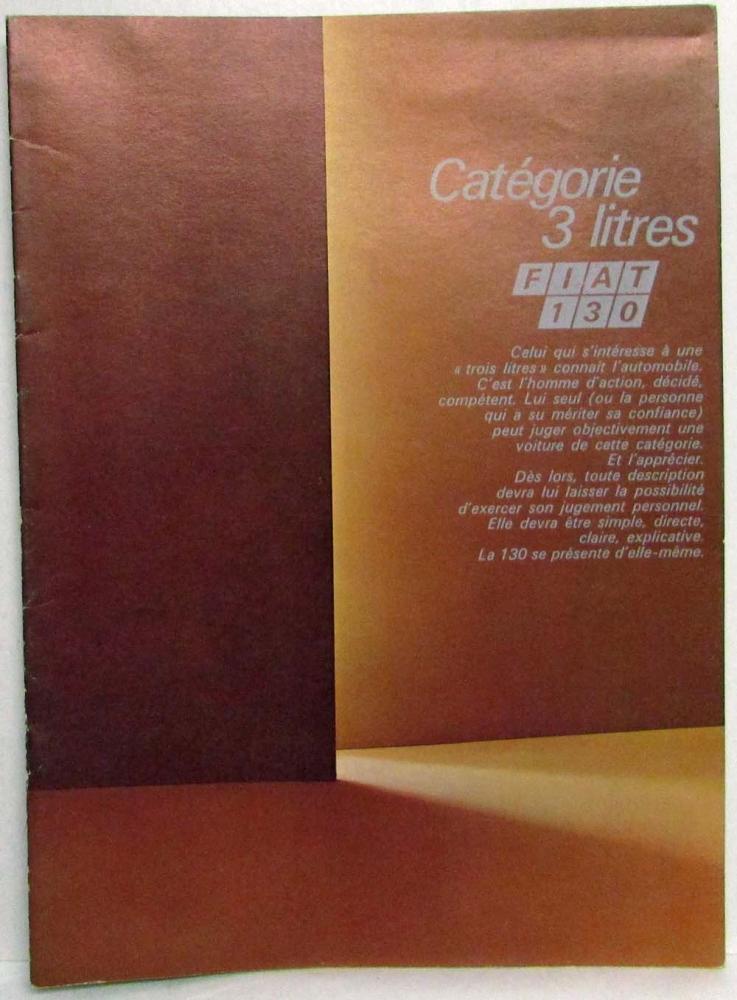 Catégorie
3 litres
FIAT
130
Celui qui s'intéresse à une
« trois litres » connaît l'automobile.
C'est l'homme d'action, décidé,
compétent. Lui seul (ou la personne
qui a su mériter sa confiance)
peut juger objectivement une
voiture de cette catégorie.
Et l'apprécier.
Dès lors, toute description
devra lui laisser la possibilité
d'exercer son jugement personnel.
Elle devra être simple, directe,
claire, explicative.
La 130 se présente d'elle-même.